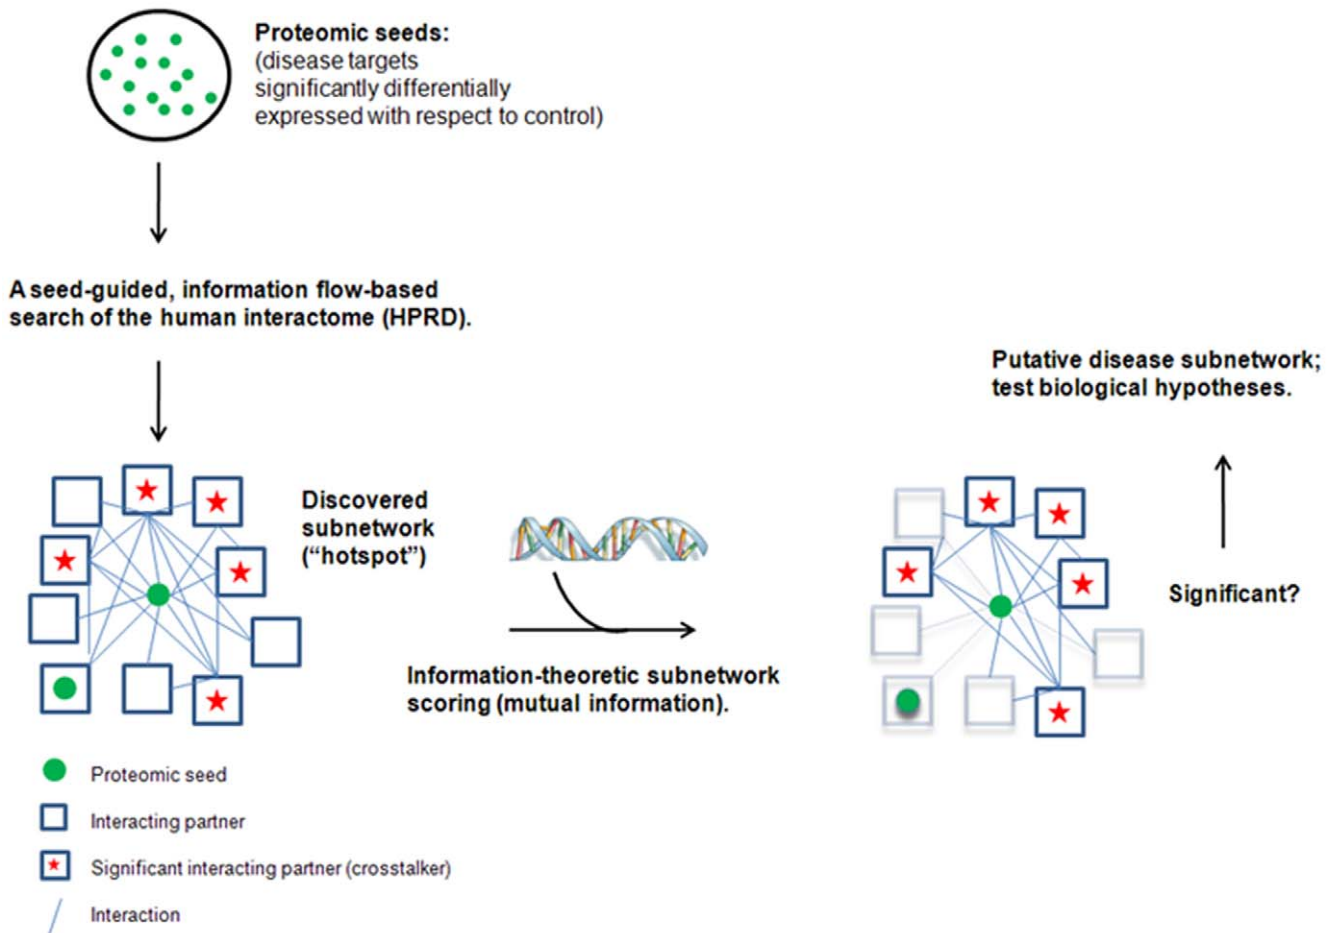 Proteomic seeds:
(disease targets
significantly differentially
expressed with respect to control)
A seed-guided, information flow-based
search of the human interactome (HPRD).
Discovered
subnetwork
(“hotspot”)
Information-theoretic subnetwork
scoring (mutual information).
Putative disease subnetwork;
test biological hypotheses.
Significant?
Proteomic seed
Interacting partner
Significant interacting partner (crosstalker)
Interaction